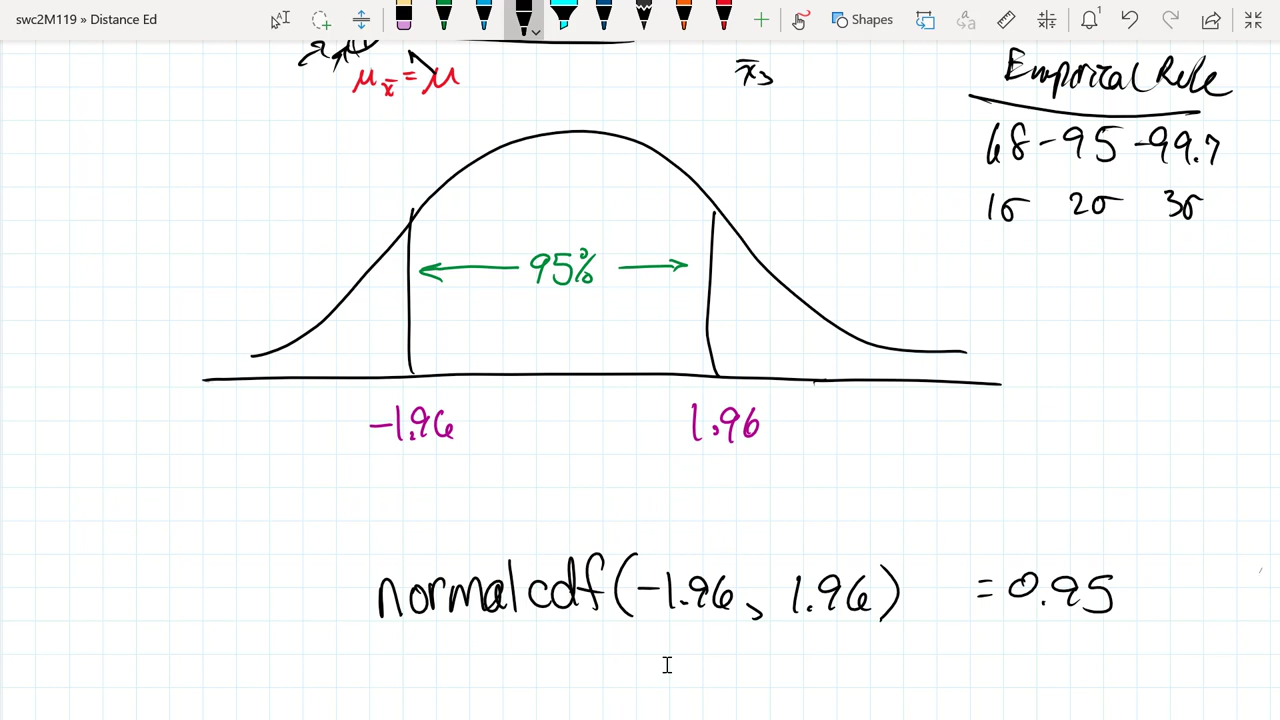 swc2M119 » Distance Ed
Shapes
1
μx̄ = μ
x̄s
Empirical Rule
68-95-99.7
1σ 2σ 3σ
← 95% →
-1.96 1.96
normalcdf(-1.96, 1.96) = 0.95